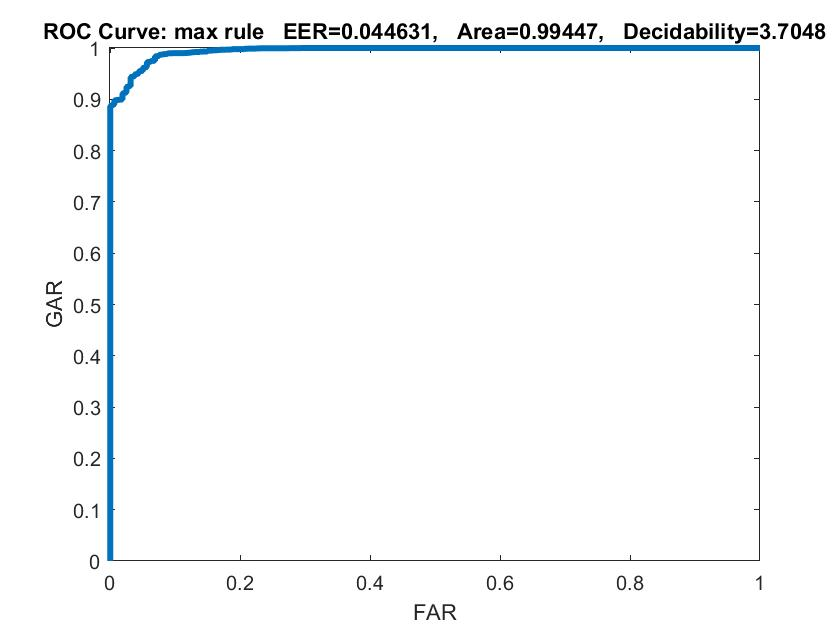 ROC Curve: max rule   EER=0.044631,   Area=0.99447,   Decidability=3.7048
1
0.9
0.8
0.7
0.6
0.5
0.4
0.3
0.2
0.1
0
GAR
0 0.2 0.4 0.6 0.8 1
FAR